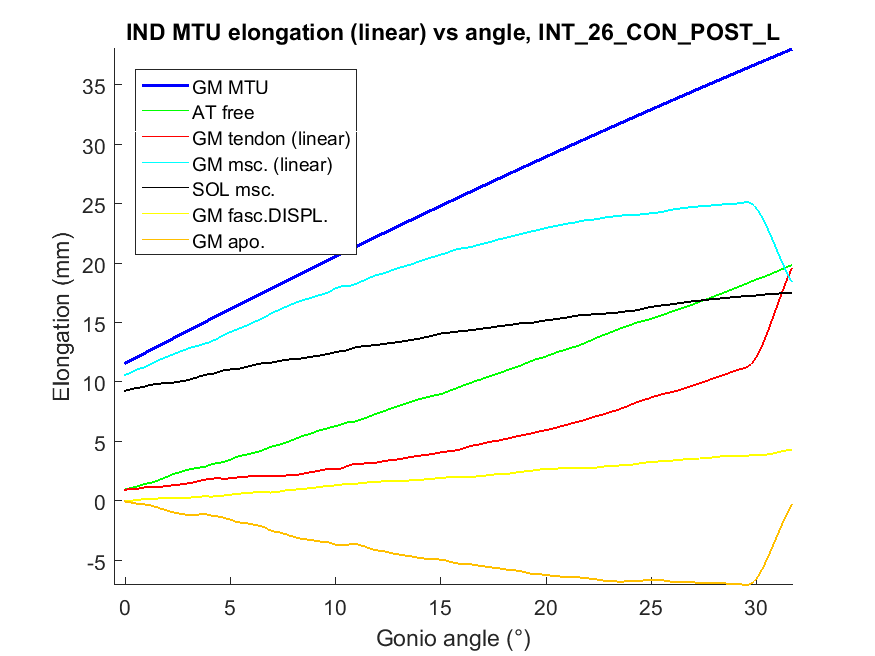 IND MTU elongation (linear) vs angle, INT_26_CON_POST_L
GM MTU
AT free
GM tendon (linear)
GM msc. (linear)
SOL msc.
GM fasc.DISPL.
GM apo.
Elongation (mm)
35
30
25
20
15
10
5
0
-5
0 5 10 15 20 25 30
Gonio angle (°)